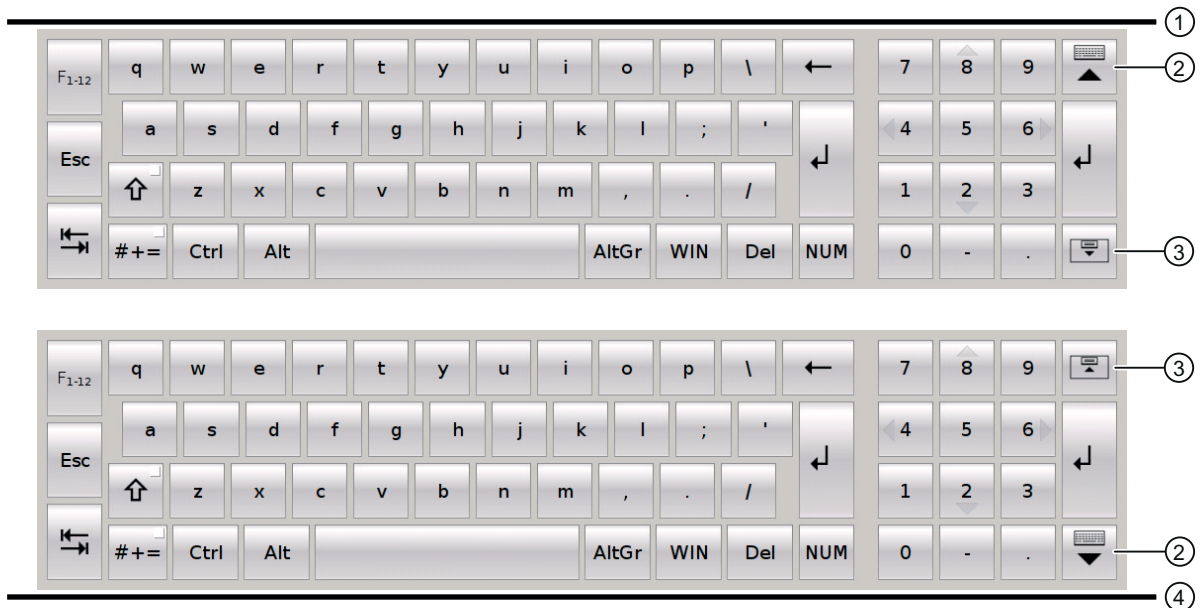 ①
F1-12 q w e r t y u i o p \ ← 7 8 9 ②
a s d f g h j k l ; ' 4 5 6
Esc
z x c v b n m , . / 1 2 3
#+= Ctrl Alt AltGr WIN Del NUM 0 - . ③
F1-12 q w e r t y u i o p \ ← 7 8 9 ③
a s d f g h j k l ; ' 4 5 6
Esc
z x c v b n m , . / 1 2 3
#+= Ctrl Alt AltGr WIN Del NUM 0 - . ②
④